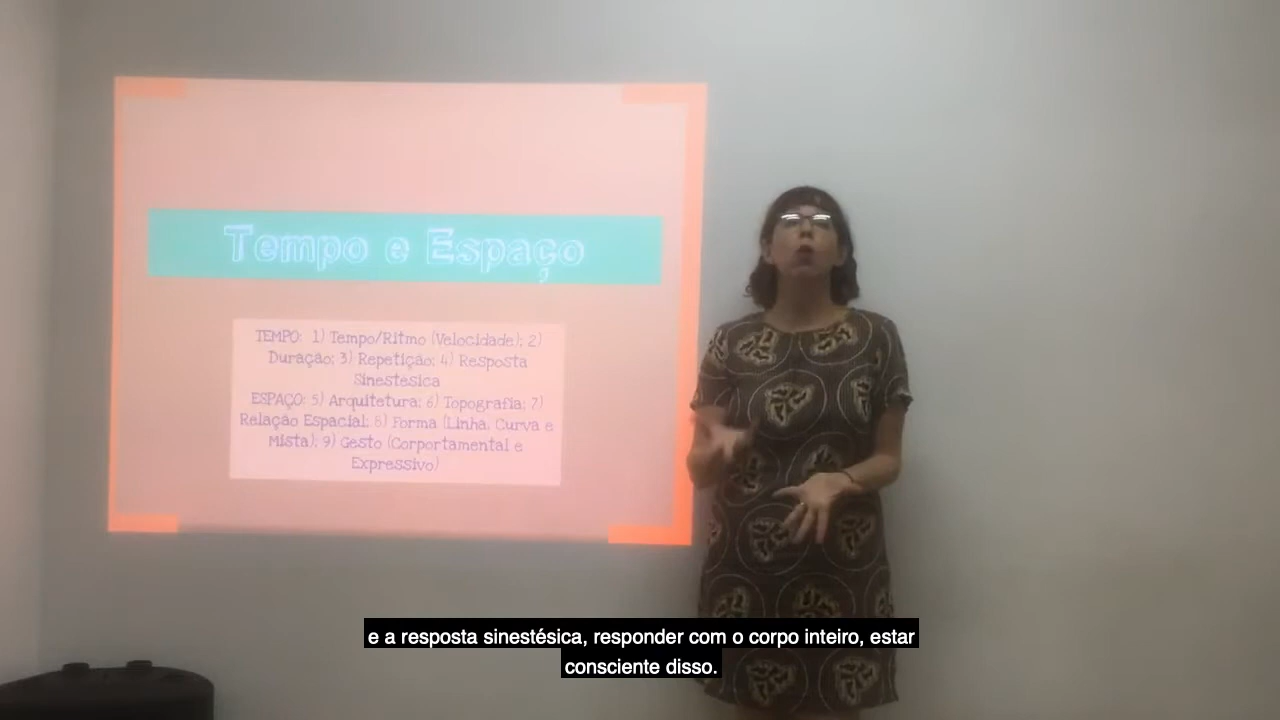 Tempo e Espaço
TEMPO: 1) Tempo/Ritmo (Velocidade); 2)
Duração; 3) Repetição; 4) Resposta
Sinestésica
ESPAÇO: 5) Arquitetura; 6) Topografia; 7)
Relação Espacial; 8) Forma (Linha, Curva e
Mista); 9) Gesto (Corportamental e
Expressivo)
e a resposta sinestésica, responder com o corpo inteiro, estar
consciente disso.